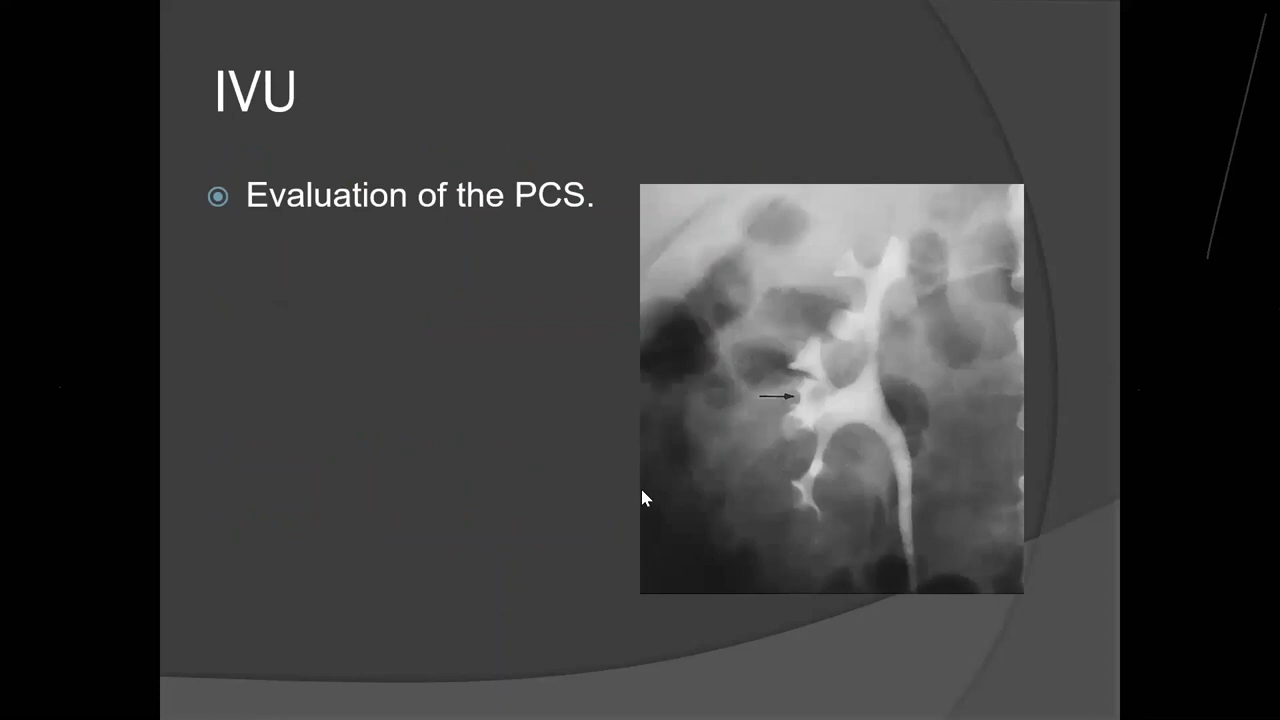 IVU
Evaluation of the PCS.